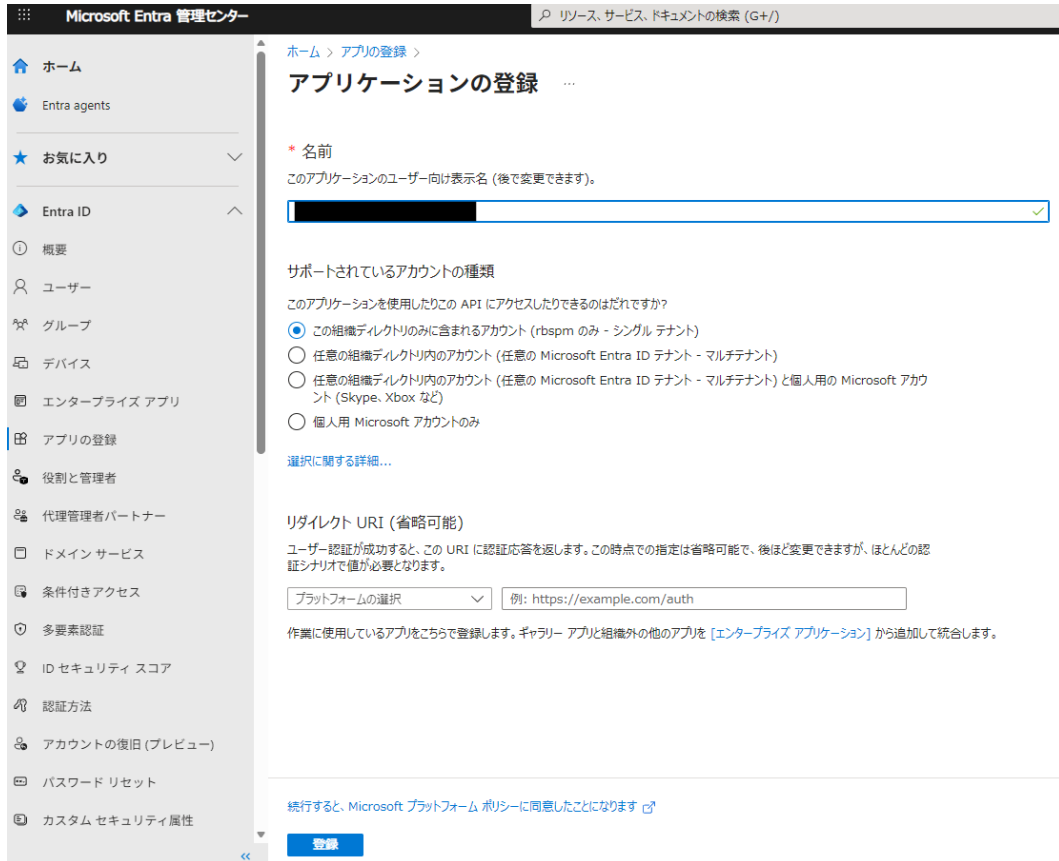 Microsoft Entra 管理センター
リソース、サービス、ドキュメントの検索 (G+/)
ホーム
Entra agents
お気に入り
Entra ID
概要
ユーザー
グループ
デバイス
エンタープライズ アプリ
アプリの登録
役割と管理者
代理管理者パートナー
ドメイン サービス
条件付きアクセス
多要素認証
ID セキュリティ スコア
認証方法
アカウントの復旧 (プレビュー)
パスワード リセット
カスタム セキュリティ属性
ホーム > アプリの登録 >
アプリケーションの登録 …
* 名前
このアプリケーションのユーザー向け表示名 (後で変更できます)。
サポートされているアカウントの種類
このアプリケーションを使用したりこの API にアクセスしたりできるのはだれですか?
この組織ディレクトリのみに含まれるアカウント (rbspm のみ - シングル テナント)
任意の組織ディレクトリ内のアカウント (任意の Microsoft Entra ID テナント - マルチテナント)
任意の組織ディレクトリ内のアカウント (任意の Microsoft Entra ID テナント - マルチテナント) と個人用の Microsoft アカウ
ント (Skype、Xbox など)
個人用 Microsoft アカウントのみ
選択に関する詳細...
リダイレクト URI (省略可能)
ユーザー認証が成功すると、この URI に認証応答を返します。この時点での指定は省略可能で、後ほど変更できますが、ほとんどの認
証シナリオで値が必要となります。
プラットフォームの選択
例: https://example.com/auth
作業に使用しているアプリをこちらで登録します。ギャラリー アプリと組織外の他のアプリを [エンタープライズ アプリケーション] から追加して統合します。
続行すると、Microsoft プラットフォーム ポリシーに同意したことになります
登録